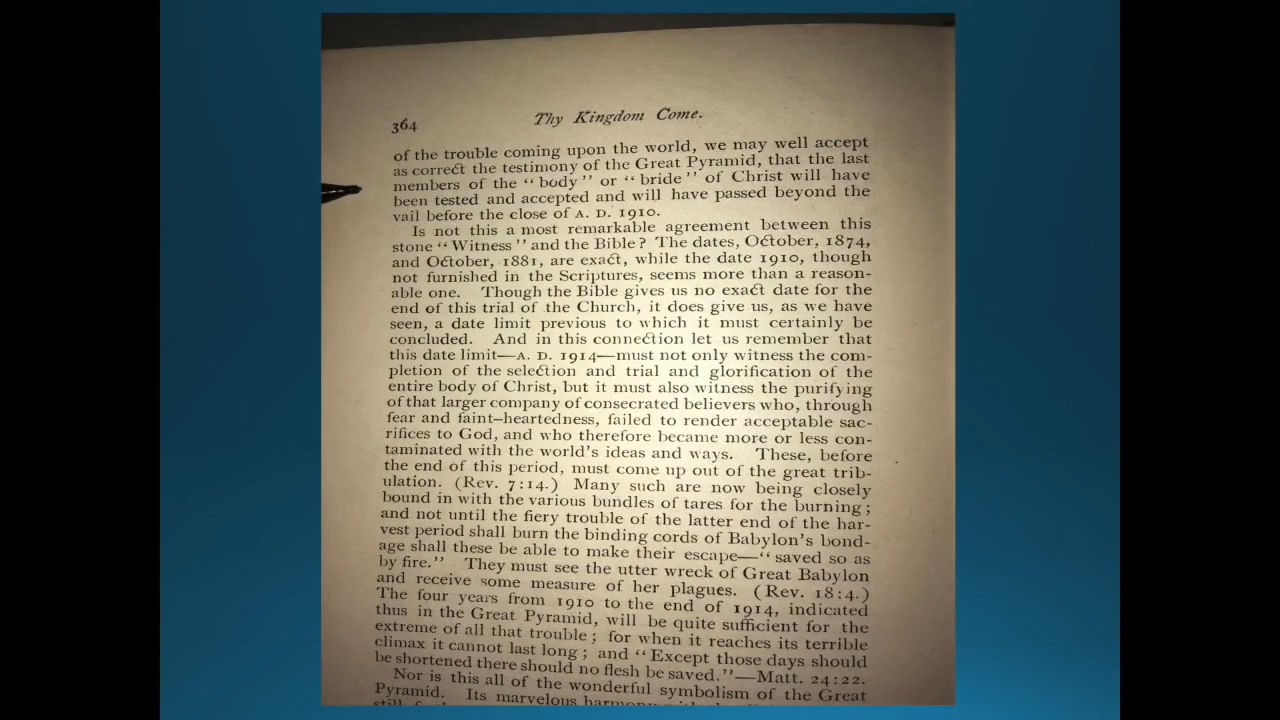 364
Thy Kingdom Come.
of the trouble coming upon the world, we may well accept
as correct the testimony of the Great Pyramid, that the last
members of the “body” or “bride” of Christ will have
been tested and accepted and will have passed beyond the
vail before the close of A. D. 1910.
Is not this a most remarkable agreement between this
stone “Witness” and the Bible? The dates, October, 1874,
and October, 1881, are exact, while the date 1910, though
not furnished in the Scriptures, seems more than a reason-
able one. Though the Bible gives us no exact date for the
end of this trial of the Church, it does give us, as we have
seen, a date limit previous to which it must certainly be
concluded. And in this connection let us remember that
this date limit—A. D. 1914—must not only witness the com-
pletion of the selection and trial and glorification of the
entire body of Christ, but it must also witness the purifying
of that larger company of consecrated believers who, through
fear and faint-heartedness, failed to render acceptable sac-
rifices to God, and who therefore became more or less con-
taminated with the world's ideas and ways. These, before
the end of this period, must come up out of the great trib-
ulation. (Rev. 7:14.) Many such are now being closely
bound in with the various bundles of tares for the burning;
and not until the fiery trouble of the latter end of the har-
vest period shall burn the binding cords of Babylon's bond-
age shall these be able to make their escape—“saved so as
by fire.” They must see the utter wreck of Great Babylon
and receive some measure of her plagues. (Rev. 18:4.)
The four years from 1910 to the end of 1914, indicated
thus in the Great Pyramid, will be quite sufficient for the
extreme of all that trouble; for when it reaches its terrible
climax it cannot last long; and “Except those days should
be shortened there should no flesh be saved.”—Matt. 24:22.
Nor is this all of the wonderful symbolism of the Great
Pyramid. Its marvelous harmony